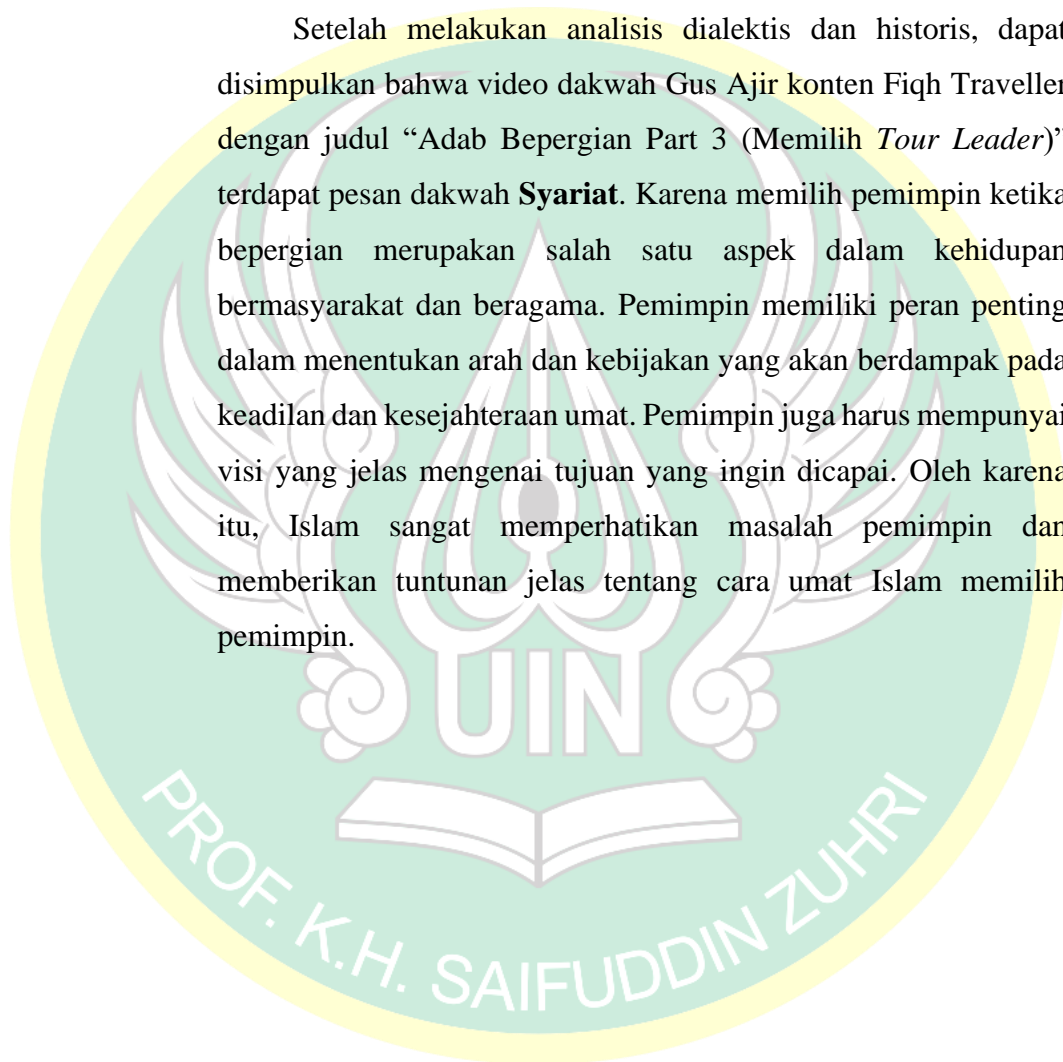 Setelah melakukan analisis dialektis dan historis, dapat
disimpulkan bahwa video dakwah Gus Ajir konten Fiqh Traveller
dengan judul “Adab Bepergian Part 3 (Memilih Tour Leader)”
terdapat pesan dakwah Syariat. Karena memilih pemimpin ketika
bepergian merupakan salah satu aspek dalam kehidupan
bermasyarakat dan beragama. Pemimpin memiliki peran penting
dalam menentukan arah dan kebijakan yang akan berdampak pada
keadilan dan kesejahteraan umat. Pemimpin juga harus mempunyai
visi yang jelas mengenai tujuan yang ingin dicapai. Oleh karena
itu, Islam sangat memperhatikan masalah pemimpin dan
memberikan tuntunan jelas tentang cara umat Islam memilih
pemimpin.
UIN
PROF. K.H. SAIFUDDIN ZUHRI